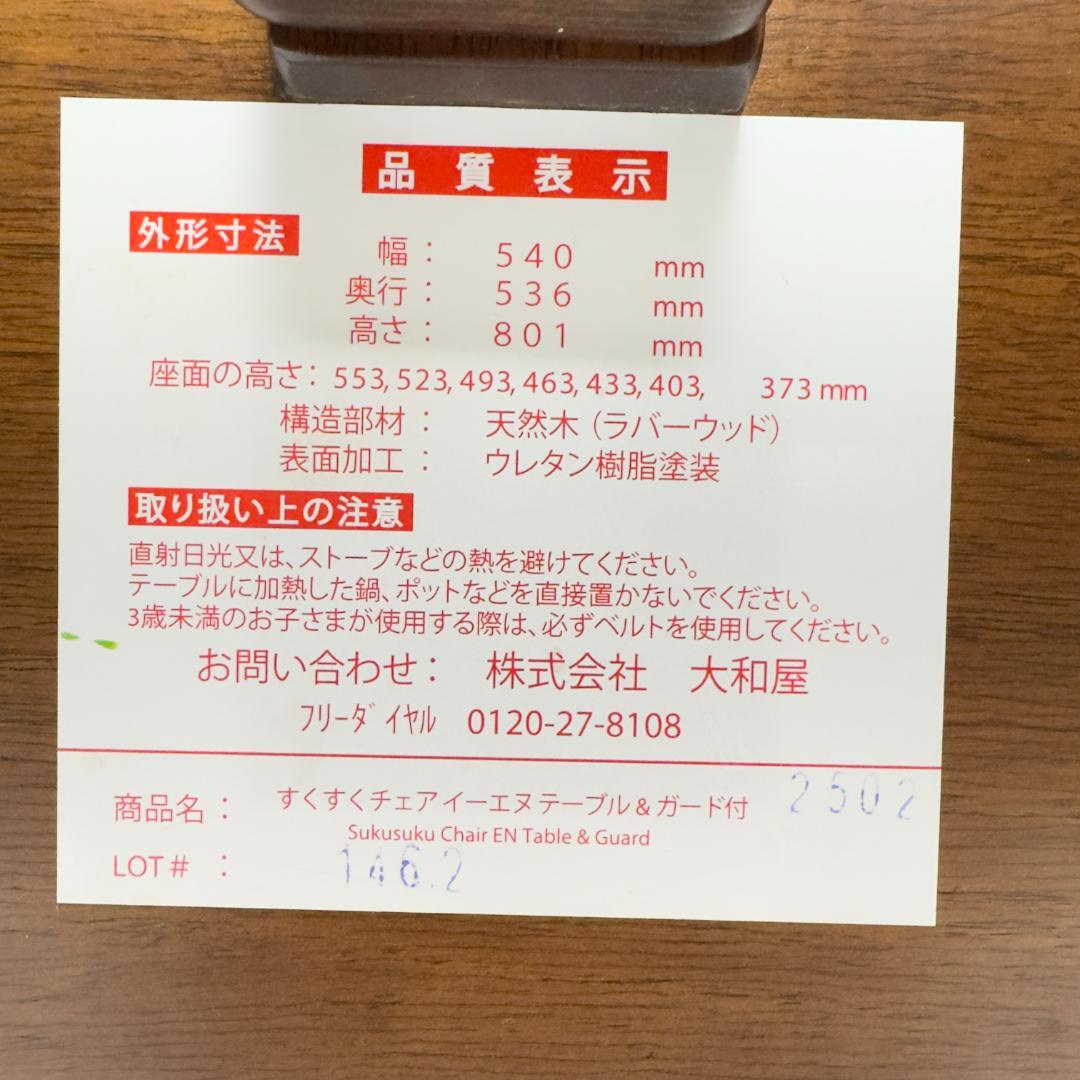 品質表示
外形寸法
幅： 540 mm
奥行： 536 mm
高さ： 801 mm
座面の高さ： 553, 523, 493, 463, 433, 403, 373 mm
構造部材： 天然木（ラバーウッド）
表面加工： ウレタン樹脂塗装
取り扱い上の注意
直射日光又は、ストーブなどの熱を避けてください。
テーブルに加熱した鍋、ポットなどを直接置かないでください。
3歳未満のお子さまが使用する際は、必ずベルトを使用してください。
お問い合わせ： 株式会社 大和屋
ﾌﾘｰﾀﾞｲﾔﾙ 0120-27-8108
商品名： すくすくチェアイーエヌテーブル＆ガード付 2502
Sukusuku Chair EN Table & Guard
LOT＃ ： 146.2